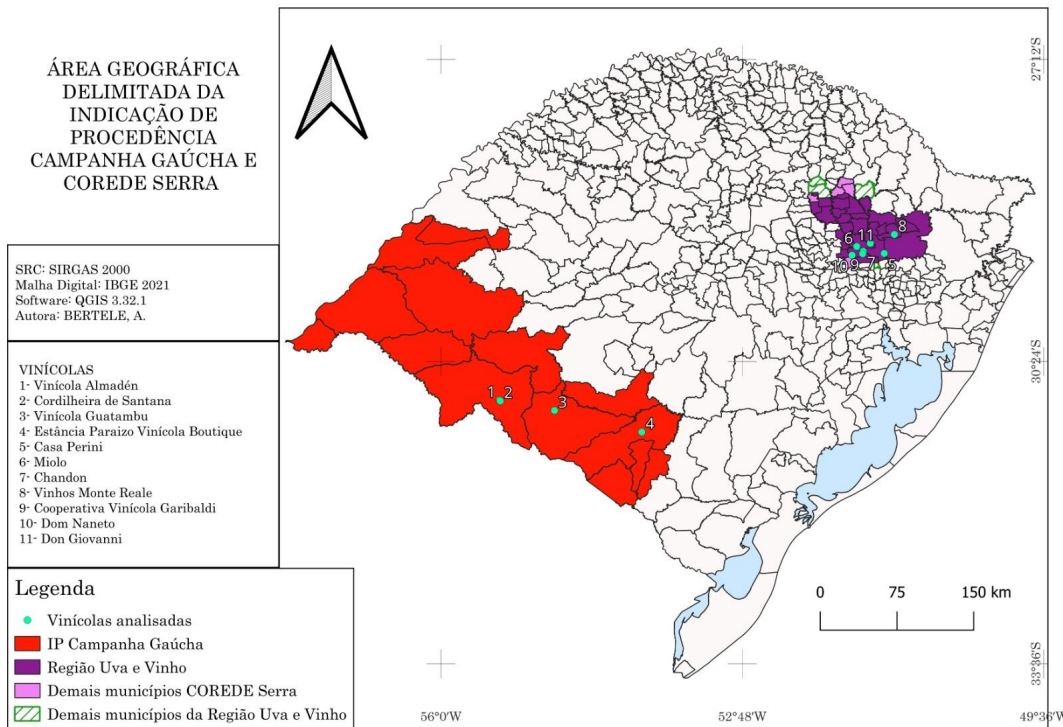 ÁREA GEOGRÁFICA
DELIMITADA DA
INDICAÇÃO DE
PROCEDÊNCIA
CAMPANHA GAÚCHA E
COREDE SERRA
SRC: SIRGAS 2000
Malha Digital: IBGE 2021
Software: QGIS 3.32.1
Autora: BERTELE, A.
VINÍCOLAS
1- Vinícola Almadén
2- Cordilheira de Santana
3- Vinícola Guatambu
4- Estância Paraizo Vinícola Boutique
5- Casa Perini
6- Miolo
7- Chandon
8- Vinhos Monte Reale
9- Cooperativa Vinícola Garibaldi
10- Dom Naneto
11- Don Giovanni
Legenda
Vinícolas analisadas
IP Campanha Gaúcha
Região Uva e Vinho
Demais municípios COREDE Serra
Demais municípios da Região Uva e Vinho
8
6 11
10 9 7 5
1 2
3
4
0 75 150 km
27°12'S
30°24'S
33°36'S
56°0'W 52°48'W 49°36'W